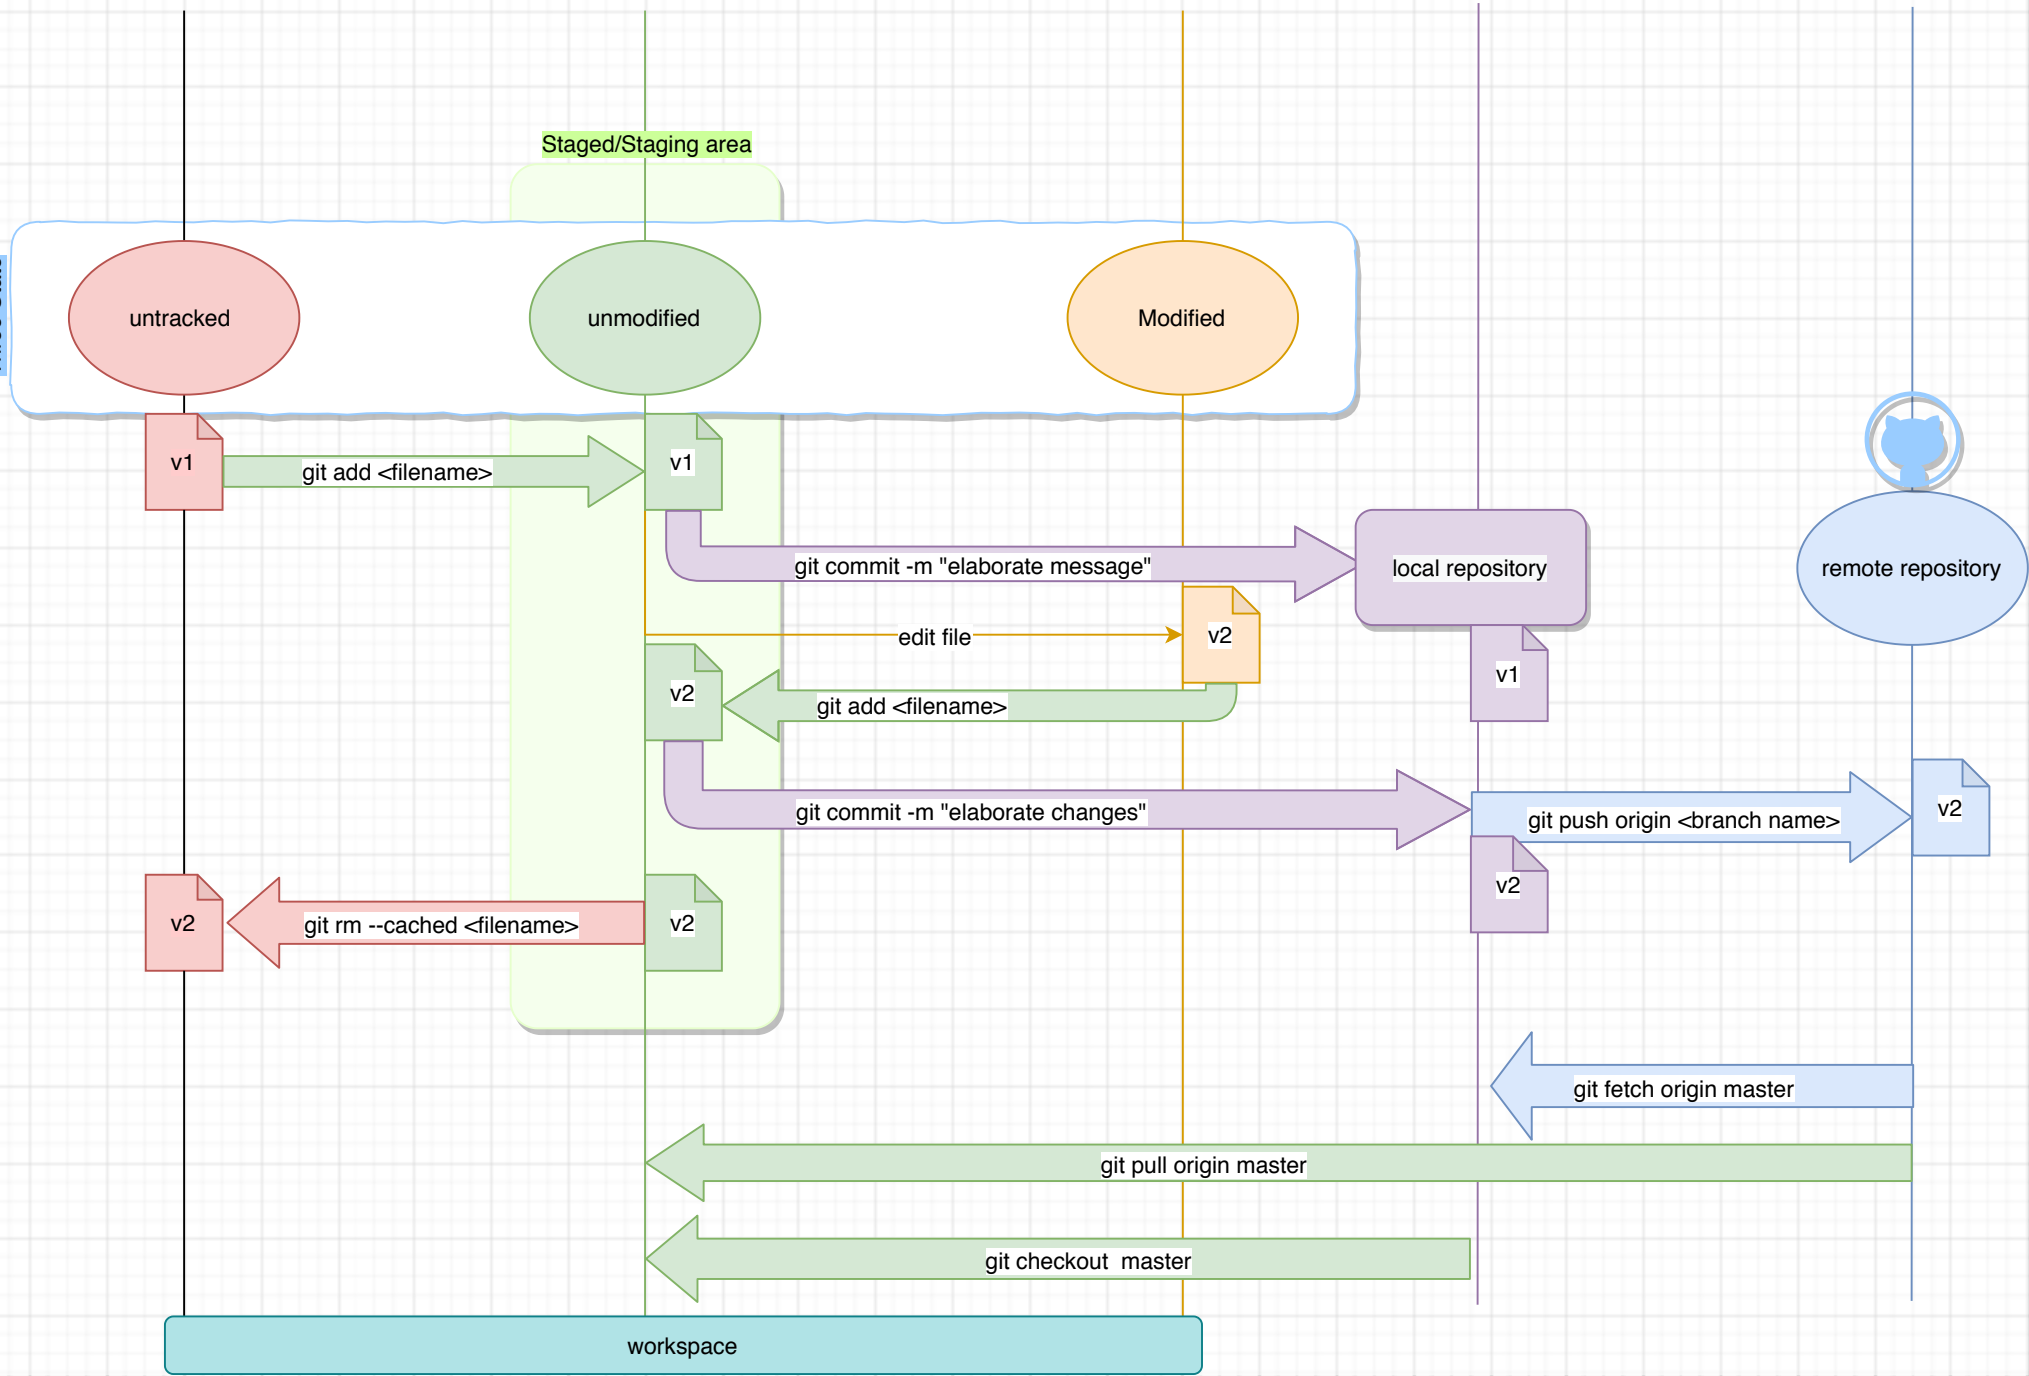 Staged/Staging area
untracked
unmodified
Modified
v1
git add <filename>
v1
git commit -m "elaborate message"
local repository
remote repository
edit file
v2
v1
v2
git add <filename>
git commit -m "elaborate changes"
git push origin <branch name>
v2
v2
v2
git rm --cached <filename>
v2
git fetch origin master
git pull origin master
git checkout  master
workspace